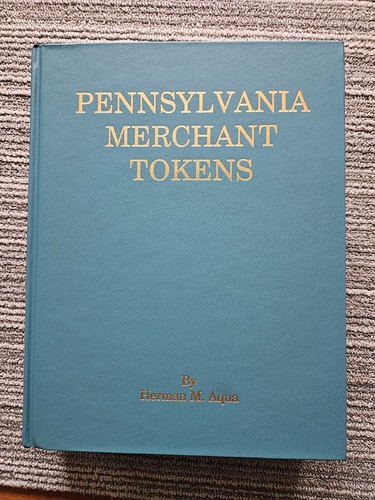 PENNSYLVANIA
MERCHANT
TOKENS
By
Herman M. Aqua